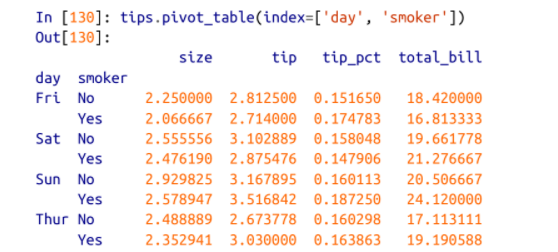 In [130]: tips.pivot_table(index=['day', 'smoker'])
Out[130]:
size tip tip_pct total_bill
day smoker
Fri No 2.250000 2.812500 0.151650 18.420000
Yes 2.066667 2.714000 0.174783 16.813333
Sat No 2.555556 3.102889 0.158048 19.661778
Yes 2.476190 2.875476 0.147906 21.276667
Sun No 2.929825 3.167895 0.160113 20.506667
Yes 2.578947 3.516842 0.187250 24.120000
Thur No 2.488889 2.673778 0.160298 17.113111
Yes 2.352941 3.030000 0.163863 19.190588